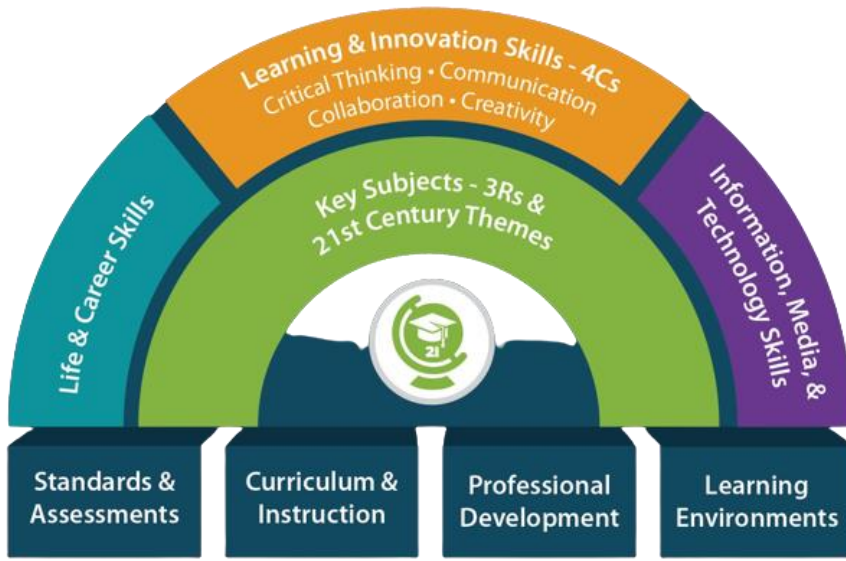 Learning & Innovation Skills - 4Cs
Critical Thinking • Communication
Collaboration • Creativity
Life & Career Skills
Key Subjects - 3Rs &
21st Century Themes
Information, Media, &
Technology Skills
21
Standards &
Assessments
Curriculum &
Instruction
Professional
Development
Learning
Environments